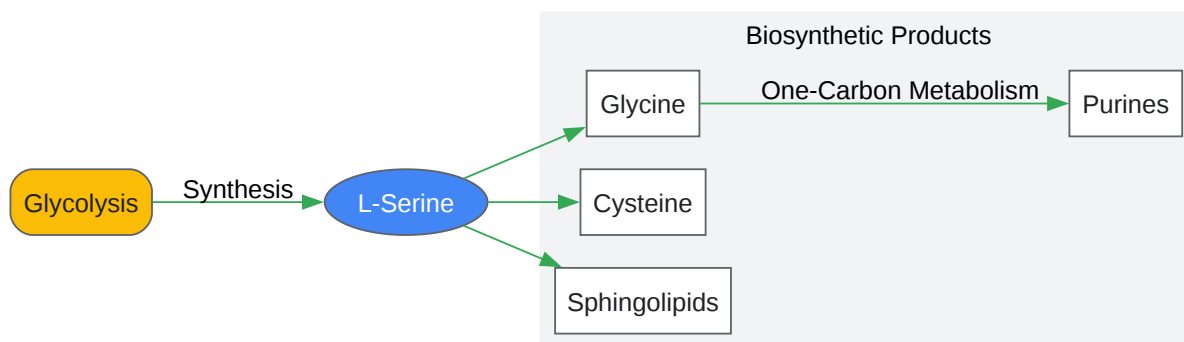 Biosynthetic Products
Glycine
One-Carbon Metabolism
Purines
Glycolysis
Synthesis
L-Serine
Cysteine
Sphingolipids